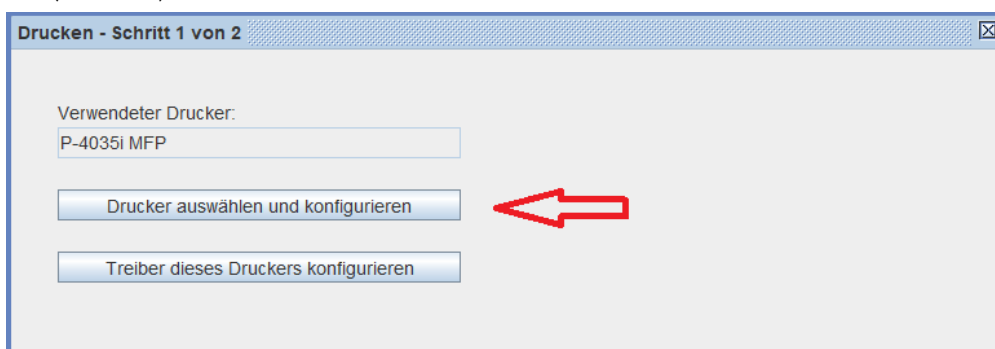 Drucken - Schritt 1 von 2
Verwendeter Drucker:
P-4035i MFP
Drucker auswählen und konfigurieren
Treiber dieses Druckers konfigurieren